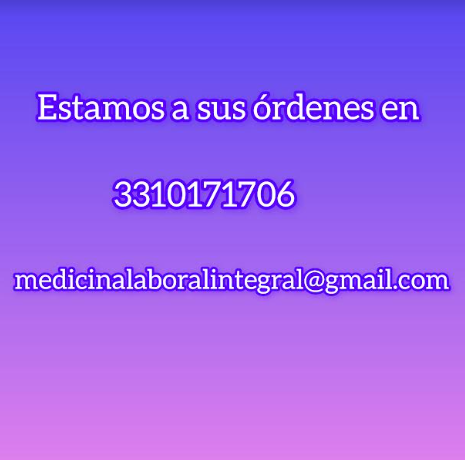 Estamos a sus órdenes en
3310171706
medicinalaboralintegral@gmail.com